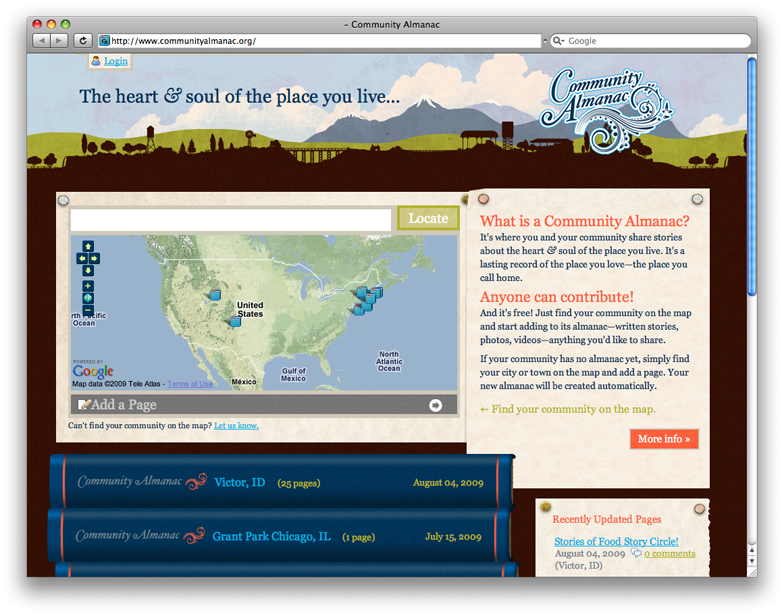 – Community Almanac
http://www.communityalmanac.org/
Google
Login
The heart & soul of the place you live...
Community
Almanac
Locate
United
States
North Pacific
Ocean
North
Atlantic
Ocean
Gulf of
Mexico
México
POWERED BY
Google
Map data ©2009 Tele Atlas - Terms of Use
Add a Page
Can't find your community on the map? Let us know.
What is a Community Almanac?
It's where you and your community share stories
about the heart & soul of the place you live. It's a
lasting record of the place you love—the place you
call home.
Anyone can contribute!
And it's free! Just find your community on the map
and start adding to its almanac—written stories,
photos, videos—anything you'd like to share.
If your community has no almanac yet, simply find
your city or town on the map and add a page. Your
new almanac will be created automatically.
← Find your community on the map.
More info »
Community Almanac Victor, ID (25 pages) August 04, 2009
Community Almanac Grant Park Chicago, IL (1 page) July 15, 2009
Recently Updated Pages
Stories of Food Story Circle!
August 04, 2009 0 comments
(Victor, ID)